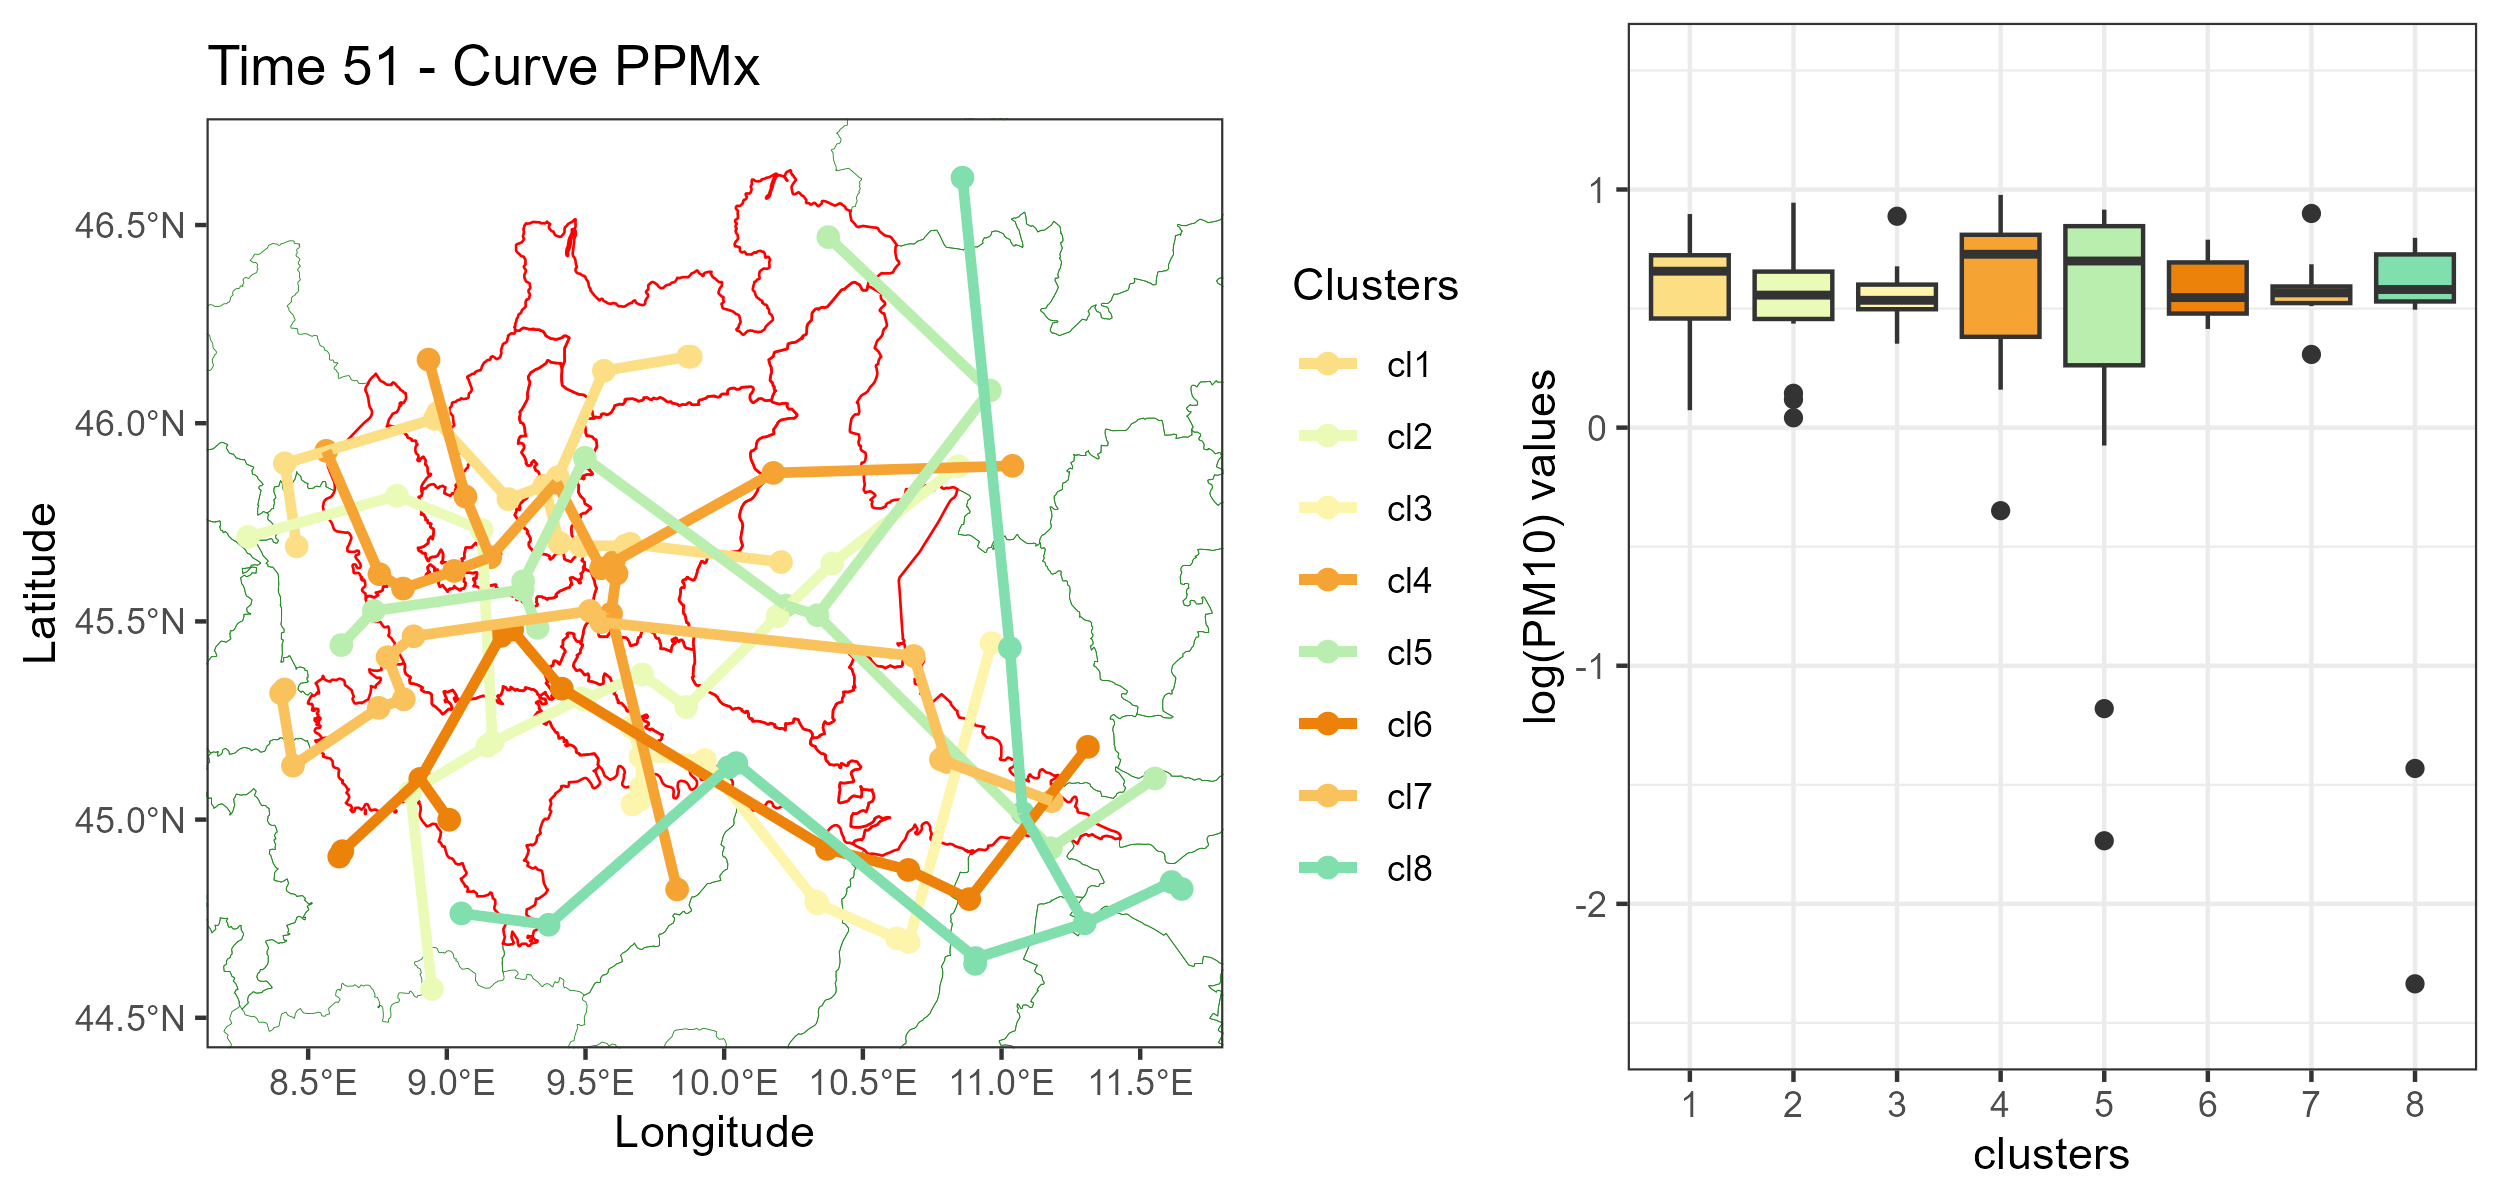 Time 51 - Curve PPMx
46.5°N
46.0°N
45.5°N
45.0°N
44.5°N
Latitude
8.5°E 9.0°E 9.5°E 10.0°E 10.5°E 11.0°E 11.5°E
Longitude
Clusters
cl1
cl2
cl3
cl4
cl5
cl6
cl7
cl8
log(PM10) values
1
0
-1
-2
1 2 3 4 5 6 7 8
clusters